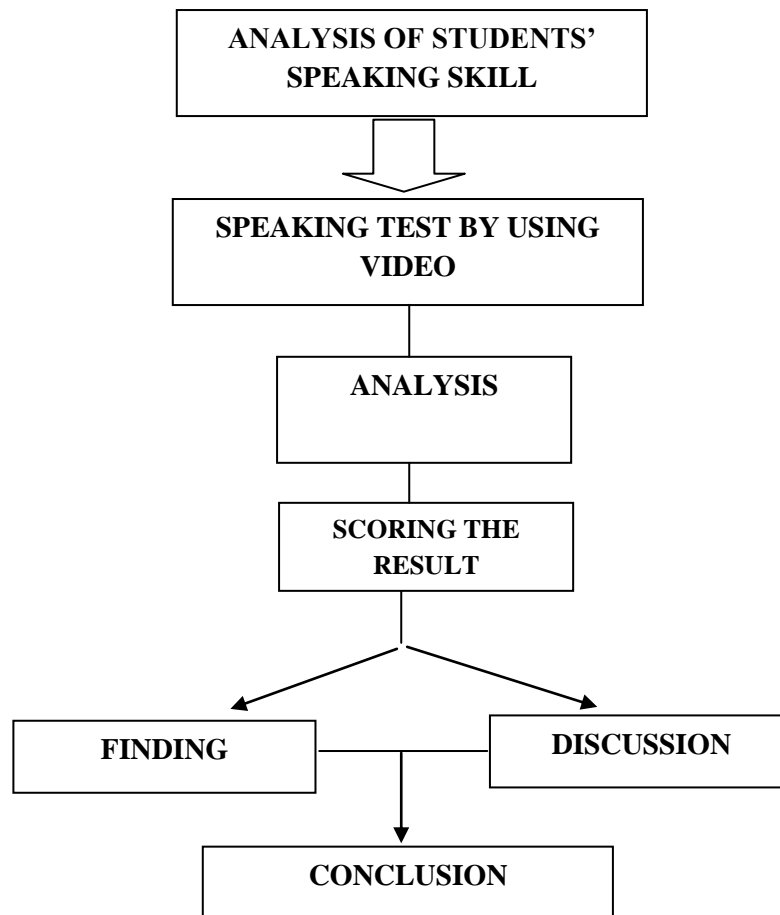 ANALYSIS OF STUDENTS’
SPEAKING SKILL
SPEAKING TEST BY USING
VIDEO
ANALYSIS
SCORING THE
RESULT
FINDING
DISCUSSION
CONCLUSION